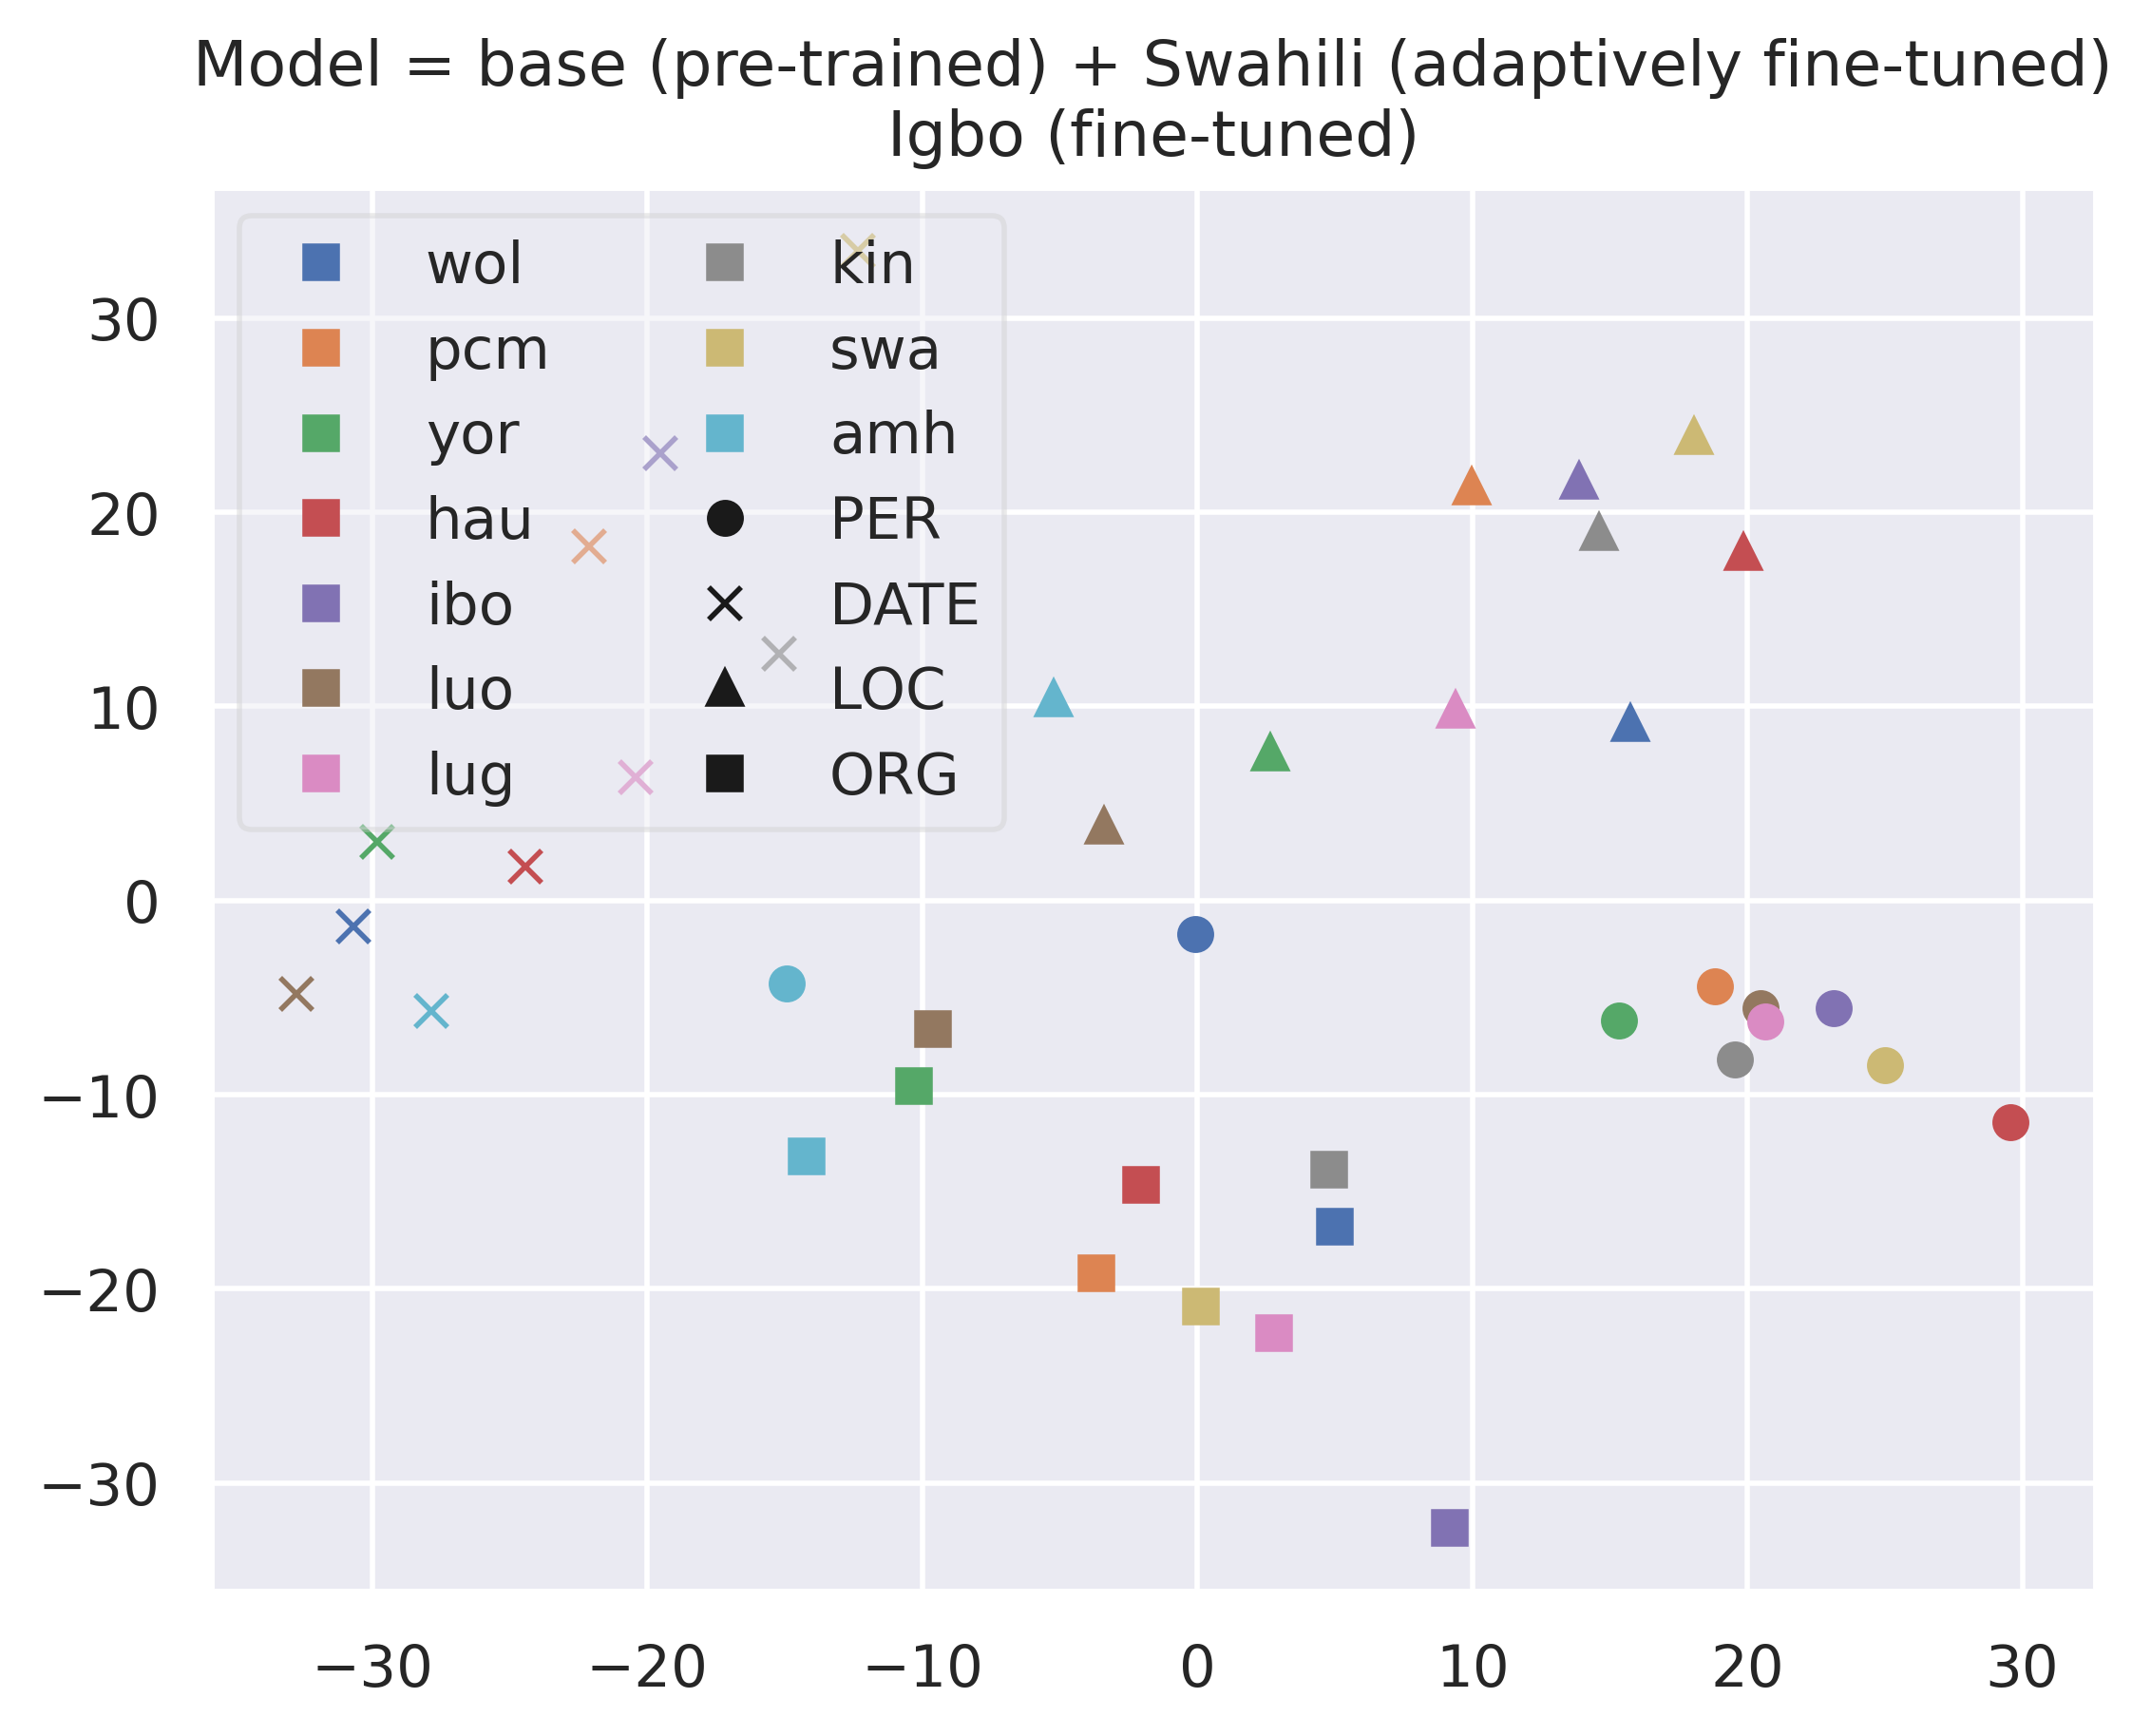 Model = base (pre-trained) + Swahili (adaptively fine-tuned)
Igbo (fine-tuned)
wol
pcm
yor
hau
ibo
luo
lug
kin
swa
amh
PER
DATE
LOC
ORG
30
20
10
0
−10
−20
−30
−30 −20 −10 0 10 20 30